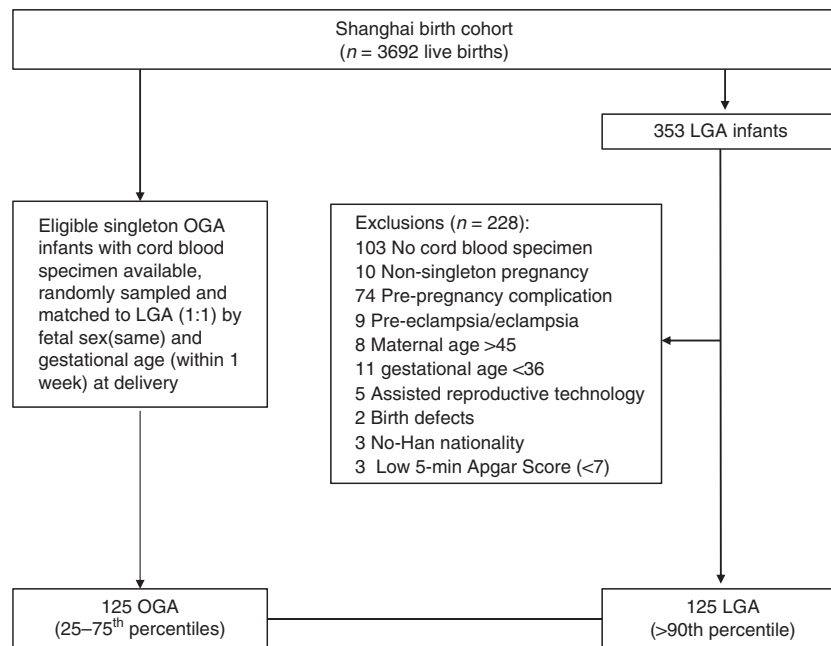 Shanghai birth cohort
(n = 3692 live births)
353 LGA infants
Eligible singleton OGA
infants with cord blood
specimen available,
randomly sampled and
matched to LGA (1:1) by
fetal sex(same) and
gestational age (within 1
week) at delivery
Exclusions (n = 228):
103 No cord blood specimen
10 Non-singleton pregnancy
74 Pre-pregnancy complication
9 Pre-eclampsia/eclampsia
8 Maternal age >45
11 gestational age <36
5 Assisted reproductive technology
2 Birth defects
3 No-Han nationality
3 Low 5-min Apgar Score (<7)
125 OGA
(25–75th percentiles)
125 LGA
(>90th percentile)